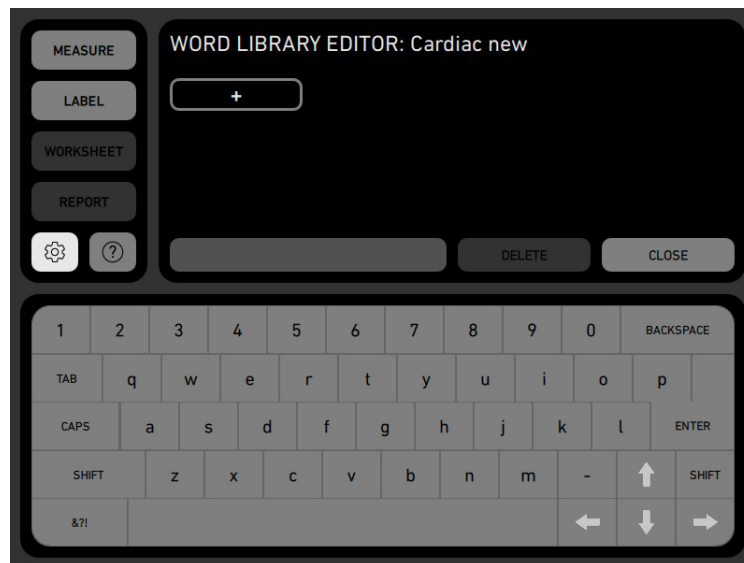 MEASURE
LABEL
WORKSHEET
REPORT
?
WORD LIBRARY EDITOR: Cardiac new
+
DELETE CLOSE
1 2 3 4 5 6 7 8 9 0 BACKSPACE
TAB q w e r t y u i o p
CAPS a s d f g h j k l ENTER
SHIFT z x c v b n m - SHIFT
&?!